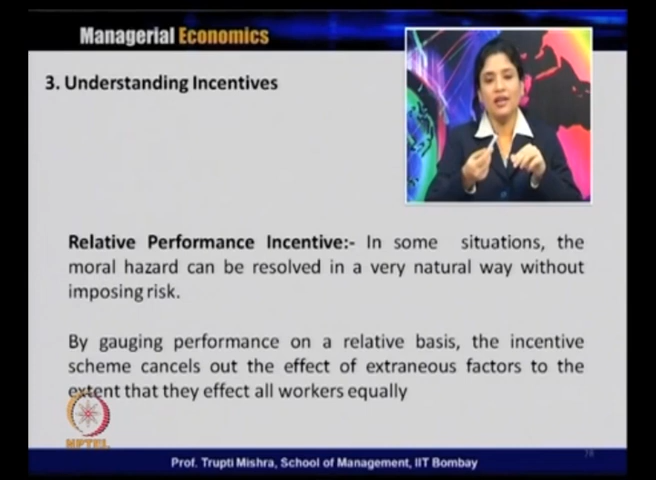 Managerial Economics
3. Understanding Incentives
Relative Performance Incentive:- In some situations, the
moral hazard can be resolved in a very natural way without
imposing risk.
By gauging performance on a relative basis, the incentive
scheme cancels out the effect of extraneous factors to the
extent that they effect all workers equally
NPTEL
78
Prof. Trupti Mishra, School of Management, IIT Bombay